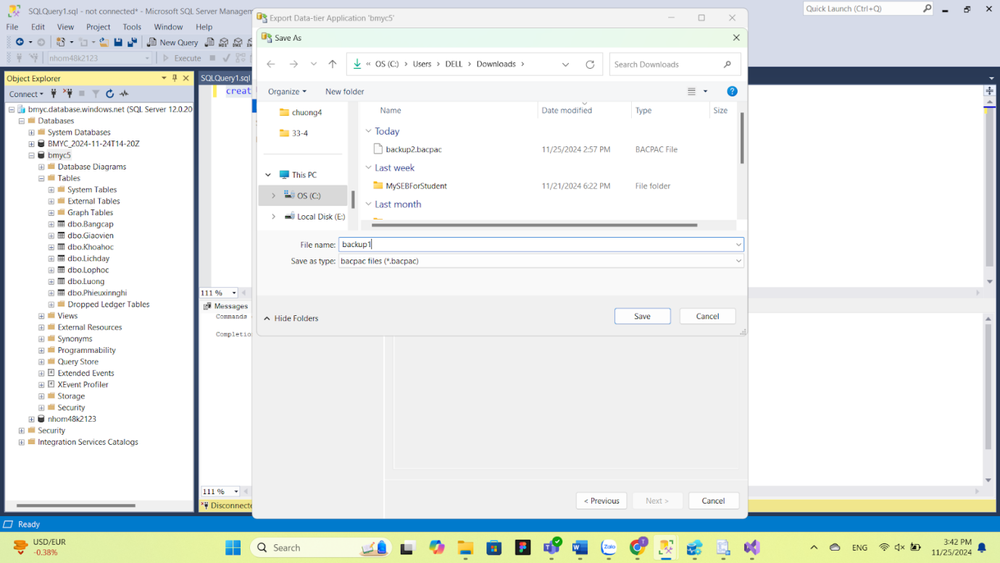 SQLQuery1.sql - not connected* - Microsoft SQL Server Managem
Quick Launch (Ctrl+Q)
File Edit View Project Tools Window Help
New Query
nhom48k2123
Execute
Object Explorer
Connect
bmyc.database.windows.net (SQL Server 12.0.20
Databases
System Databases
BMYC_2024-11-24T14-20Z
bmyc5
Database Diagrams
Tables
System Tables
External Tables
Graph Tables
dbo.Bangcap
dbo.Giaovien
dbo.Khoahoc
dbo.Lichday
dbo.Lophoc
dbo.Luong
dbo.Phieuxinnghi
Dropped Ledger Tables
Views
External Resources
Synonyms
Programmability
Query Store
Extended Events
XEvent Profiler
Storage
Security
nhom48k2123
Security
Integration Services Catalogs
SQLQuery1.sql
creat
111 %
Messages
Commands
Completio
111 %
Disconnecte
Export Data-tier Application 'bmyc5'
Save As
« OS (C:) › Users › DELL › Downloads ›
Search Downloads
Organize New folder
chuong4
33-4
This PC
OS (C:)
Local Disk (E:)
Name Date modified Type Size
Today
backup2.bacpac 11/25/2024 2:57 PM BACPAC File
Last week
MySEBForStudent 11/21/2024 6:22 PM File folder
Last month
File name: backup1
Save as type: bacpac files (*.bacpac)
Hide Folders
Save Cancel
< Previous Next > Cancel
Ready
USD/EUR
-0.38%
Search
Zalo
T
ENG
3:42 PM
11/25/2024